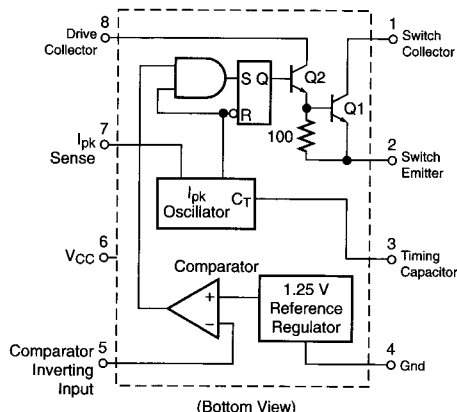 8
Drive
Collector
1
Switch
Collector
S Q
R
Q2
Q1
100
7
Ipk
Sense
2
Switch
Emitter
Ipk
Oscillator
CT
6
VCC
3
Timing
Capacitor
Comparator
+
−
1.25 V
Reference
Regulator
5
Comparator
Inverting
Input
4
Gnd
(Bottom View)